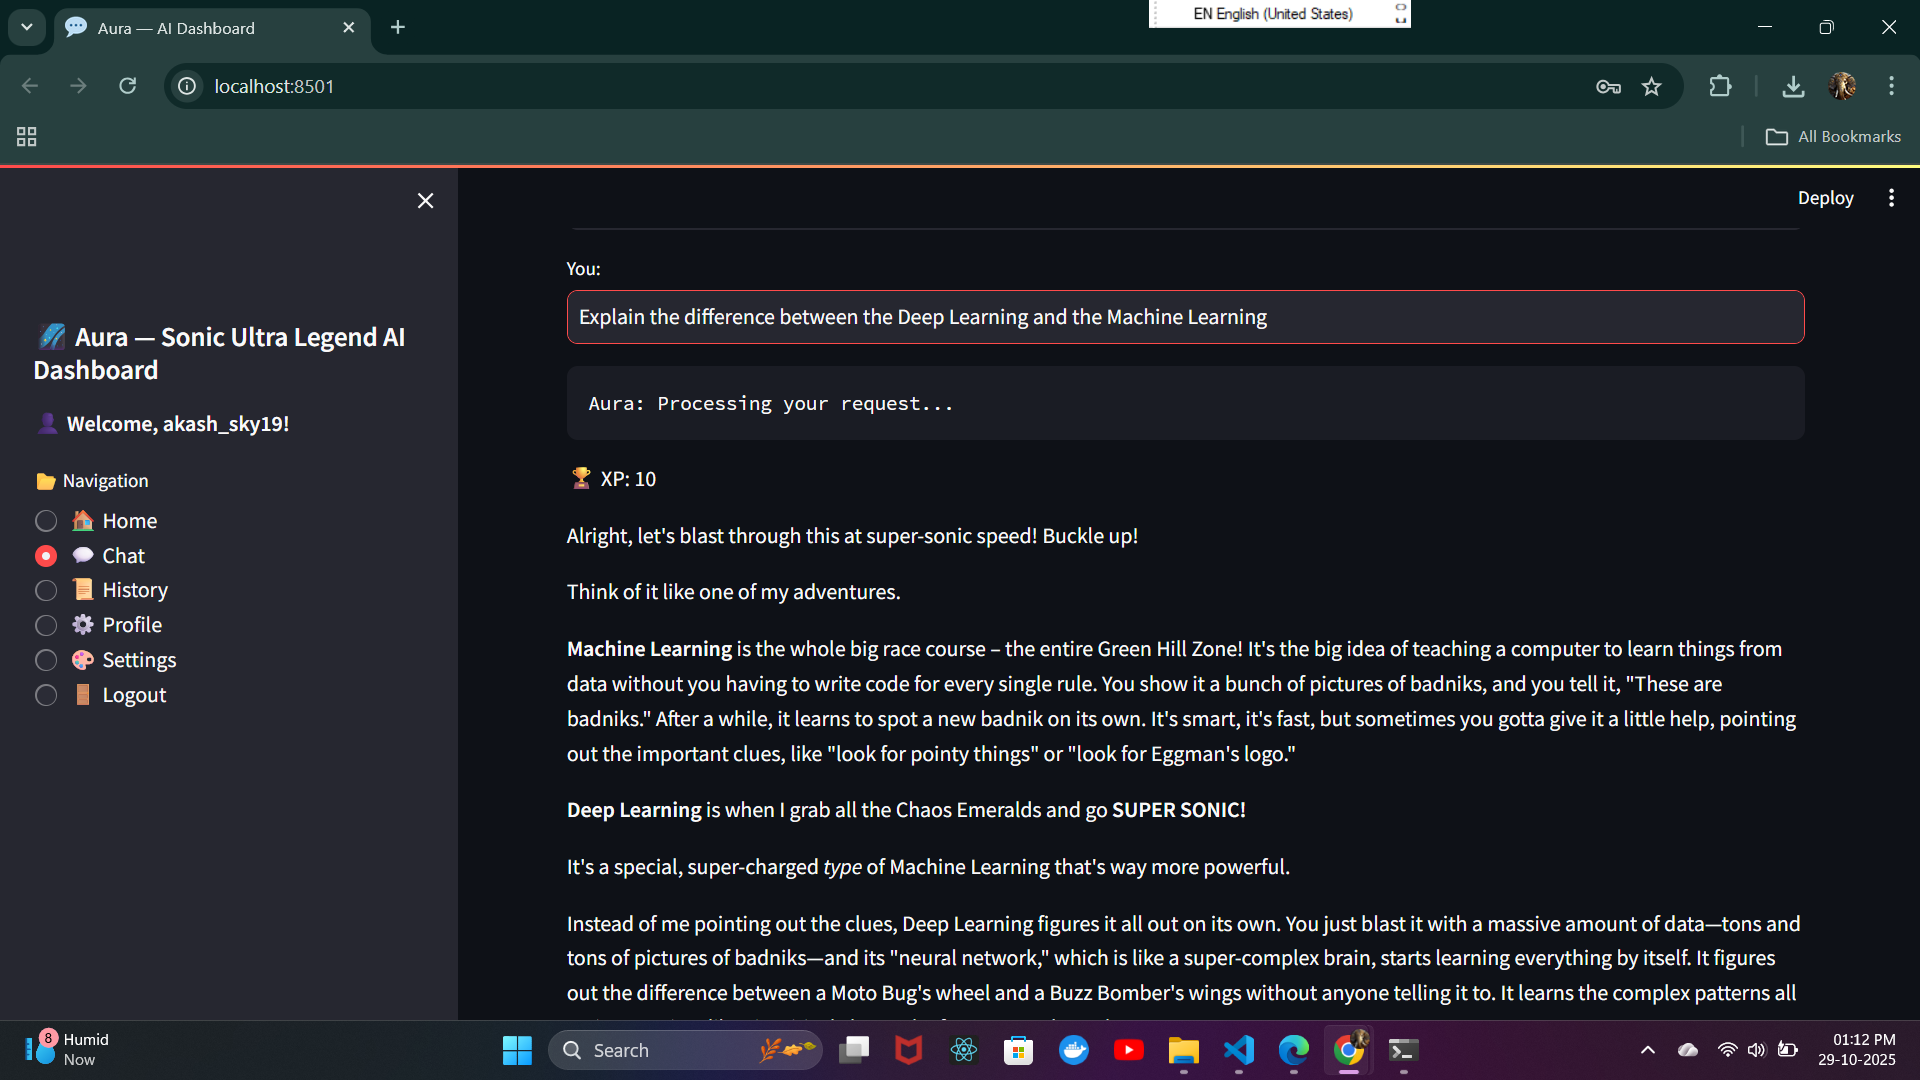 EN English (United States)
Aura — AI Dashboard
localhost:8501
All Bookmarks
Deploy
Aura — Sonic Ultra Legend AI
Dashboard
Welcome, akash_sky19!
Navigation
Home
Chat
History
Profile
Settings
Logout
You:
Explain the difference between the Deep Learning and the Machine Learning
Aura: Processing your request...
XP: 10
Alright, let's blast through this at super-sonic speed! Buckle up!
Think of it like one of my adventures.
Machine Learning is the whole big race course – the entire Green Hill Zone! It's the big idea of teaching a computer to learn things from
data without you having to write code for every single rule. You show it a bunch of pictures of badniks, and you tell it, "These are
badniks." After a while, it learns to spot a new badnik on its own. It's smart, it's fast, but sometimes you gotta give it a little help, pointing
out the important clues, like "look for pointy things" or "look for Eggman's logo."
Deep Learning is when I grab all the Chaos Emeralds and go SUPER SONIC!
It's a special, super-charged type of Machine Learning that's way more powerful.
Instead of me pointing out the clues, Deep Learning figures it all out on its own. You just blast it with a massive amount of data—tons and
tons of pictures of badniks—and its "neural network," which is like a super-complex brain, starts learning everything by itself. It figures
out the difference between a Moto Bug's wheel and a Buzz Bomber's wings without anyone telling it to. It learns the complex patterns all
8
Humid
Now
Search
01:12 PM
29-10-2025